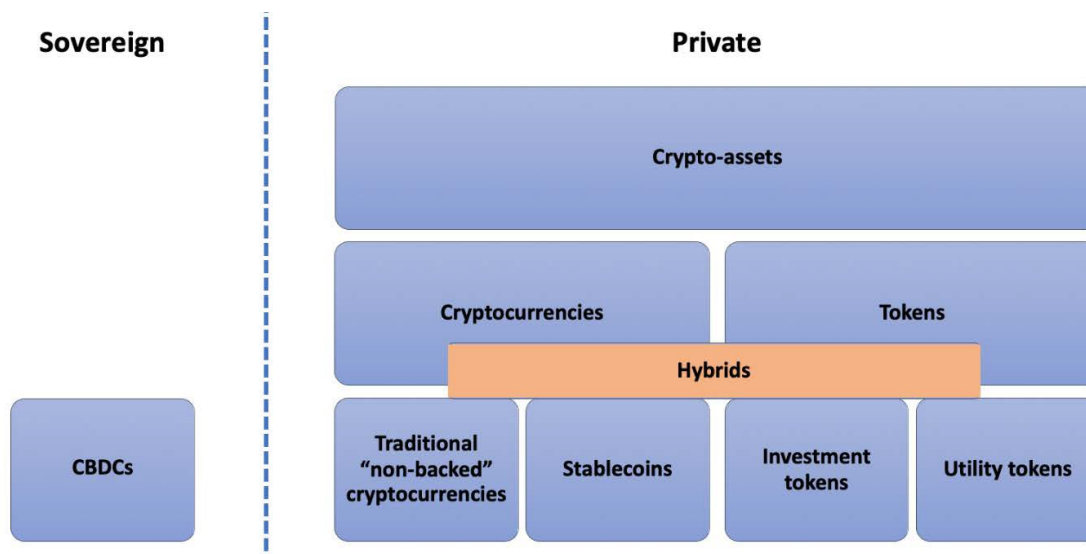 Sovereign
Private
Crypto-assets
Cryptocurrencies
Tokens
Hybrids
CBDCs
Traditional
“non-backed”
cryptocurrencies
Stablecoins
Investment
tokens
Utility tokens